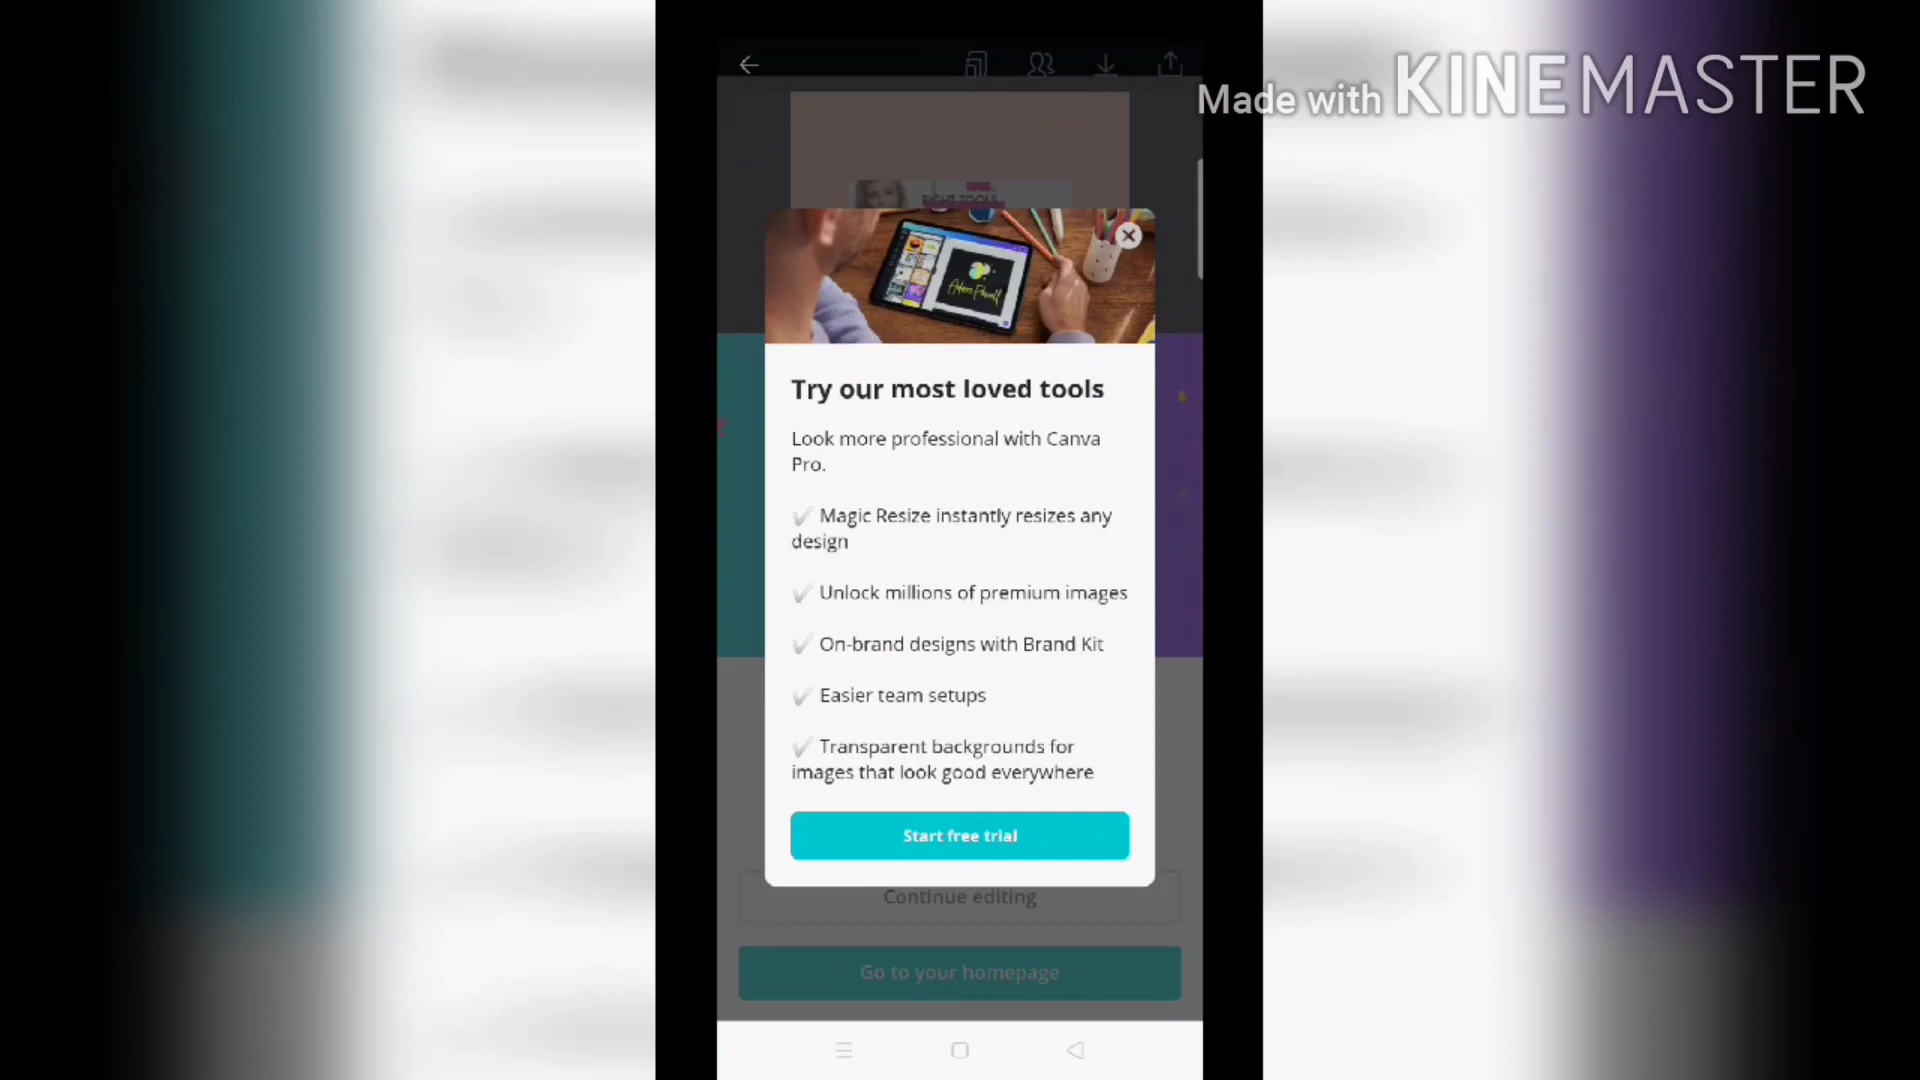 Made with KINEMASTER
EIGHT TOOLS
Try our most loved tools
Look more professional with Canva
Pro.
Magic Resize instantly resizes any
design
Unlock millions of premium images
On-brand designs with Brand Kit
Easier team setups
Transparent backgrounds for
images that look good everywhere
Start free trial
Continue editing
Go to your homepage